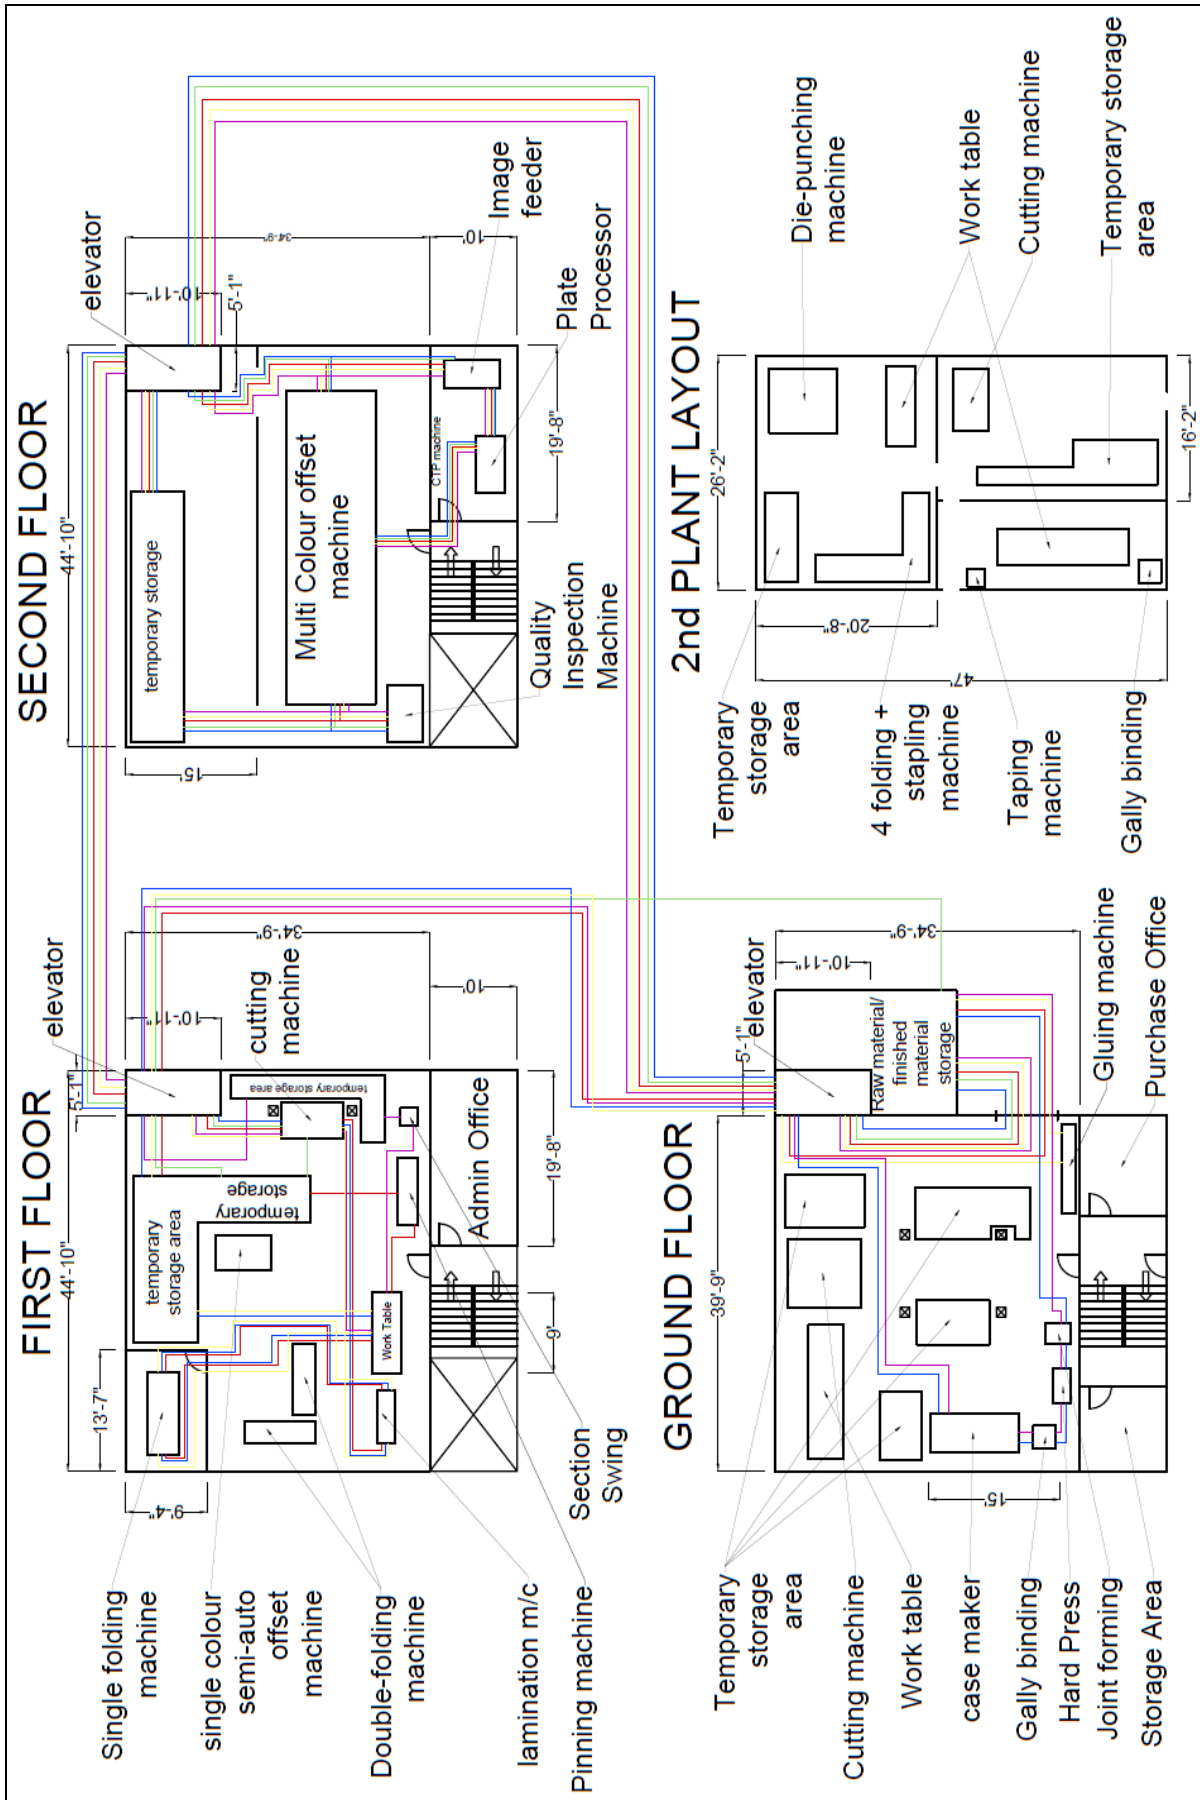 FIRST FLOOR
44'-10"
5'-1"
elevator
13'-7"
9'-4"
10'-11"
34'-9"
10'
temporary
storage area
temporary
storage
temporary storage area
cutting
machine
Work Table
Admin Office
19'-8"
9'
Single folding
machine
single colour
semi-auto
offset
machine
Double-folding
machine
lamination m/c
Pinning machine
Section
Swing
SECOND FLOOR
44'-10"
elevator
10'-11"
34'-9"
5'-1"
10'
15'
temporary storage
Multi Colour offset
machine
CTP machine
19'-8"
Quality
Inspection
Machine
Plate
Processor
Image
feeder
GROUND FLOOR
39'-9"
5'-1"
elevator
10'-11"
34'-9"
15'
Raw material/
finished
material
storage
Temporary
storage
area
Cutting machine
Work table
case maker
Gally binding
Hard Press
Joint forming
Storage Area
Gluing machine
Purchase Office
2nd PLANT LAYOUT
26'-2"
20'-8"
47'
16'-2"
Temporary
storage
area
4 folding +
stapling
machine
Taping
machine
Gally binding
Die-punching
machine
Work table
Cutting machine
Temporary storage
area